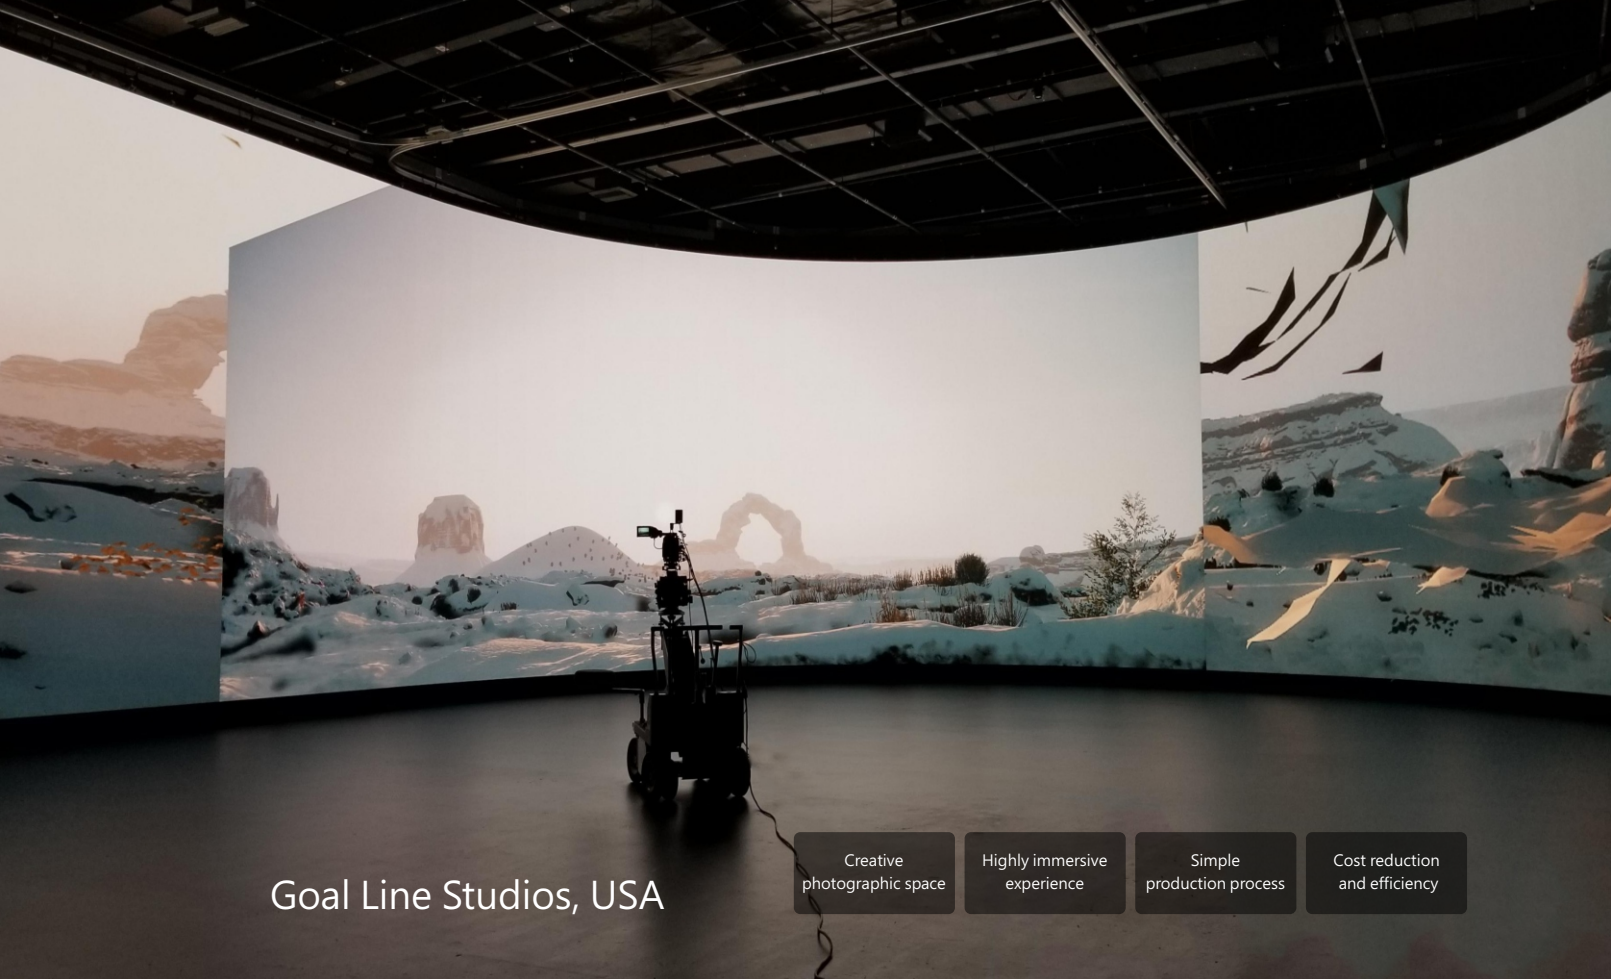 Goal Line Studios, USA
Creative
photographic space
Highly immersive
experience
Simple
production process
Cost reduction
and efficiency